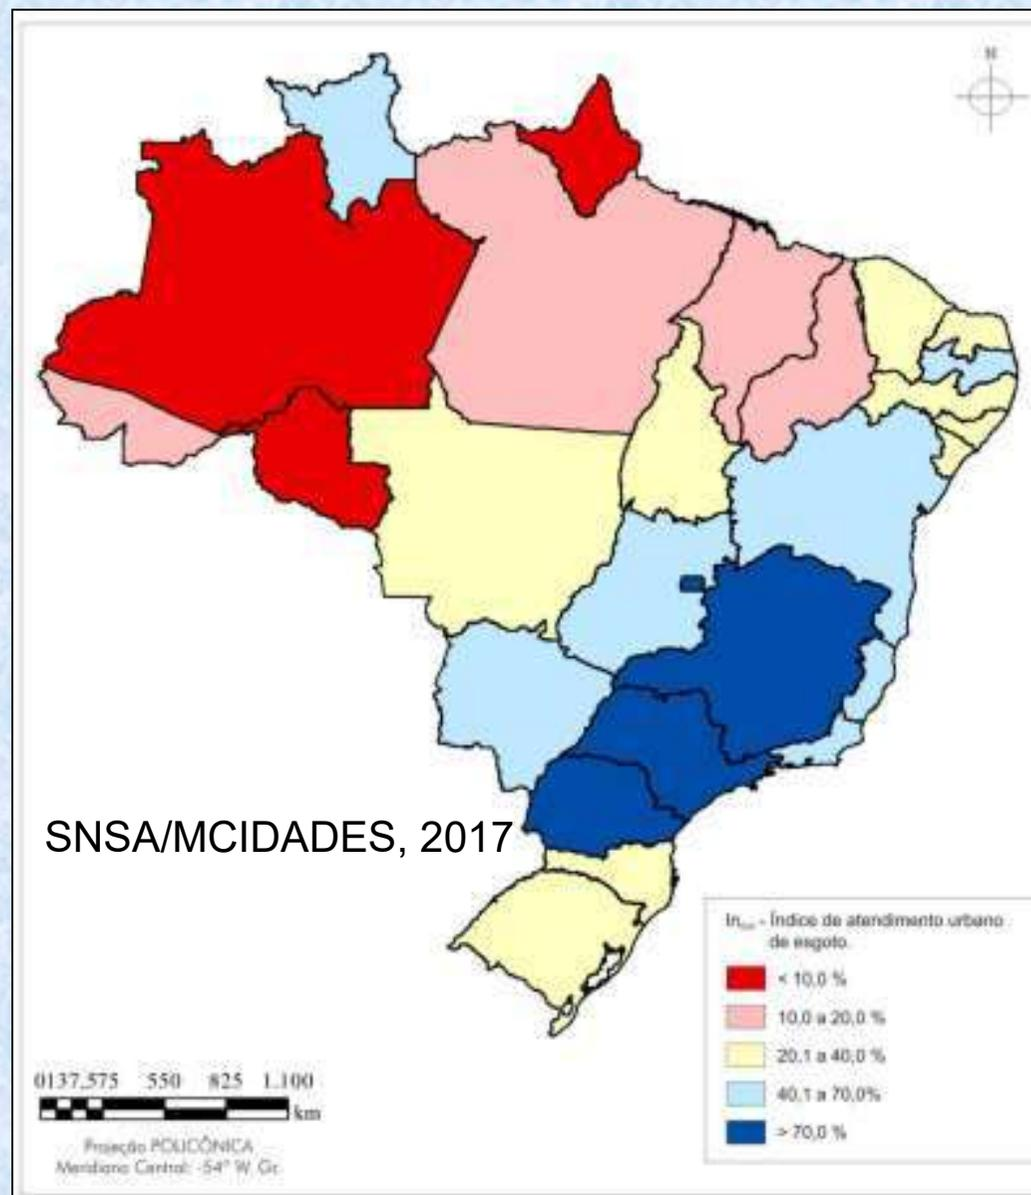 N
SNSA/MCIDADES, 2017
Índice de atendimento urbano
de esgoto.
< 10,0 %
10,0 a 20,0 %
20,1 a 40,0 %
40,1 a 70,0%
> 70,0 %
0137,575 550 825 1.100
km
Projeção POLICÔNICA
Meridiano Central: -54° W. Gr.